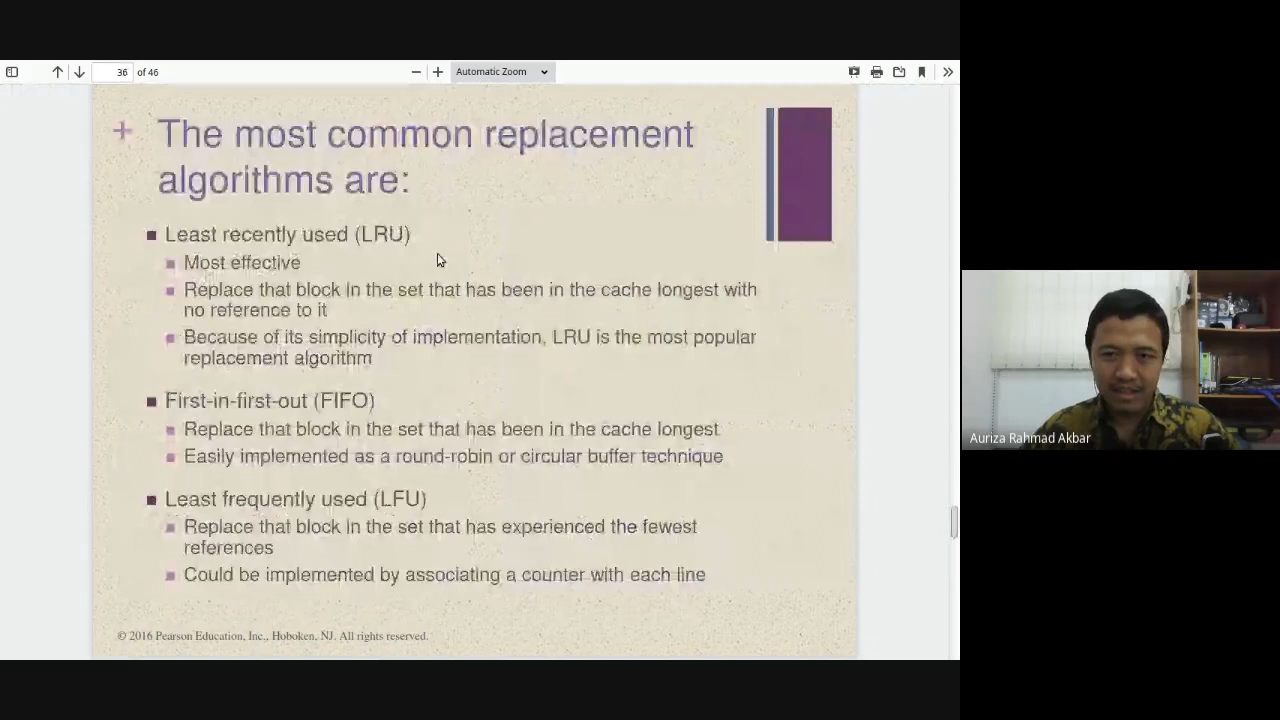 36 of 46
Automatic Zoom
+ The most common replacement
algorithms are:
Least recently used (LRU)
Most effective
Replace that block in the set that has been in the cache longest with
no reference to it
Because of its simplicity of implementation, LRU is the most popular
replacement algorithm
First-in-first-out (FIFO)
Replace that block in the set that has been in the cache longest
Easily implemented as a round-robin or circular buffer technique
Least frequently used (LFU)
Replace that block in the set that has experienced the fewest
references
Could be implemented by associating a counter with each line
© 2016 Pearson Education, Inc., Hoboken, NJ. All rights reserved.
Auriza Rahmad Akbar